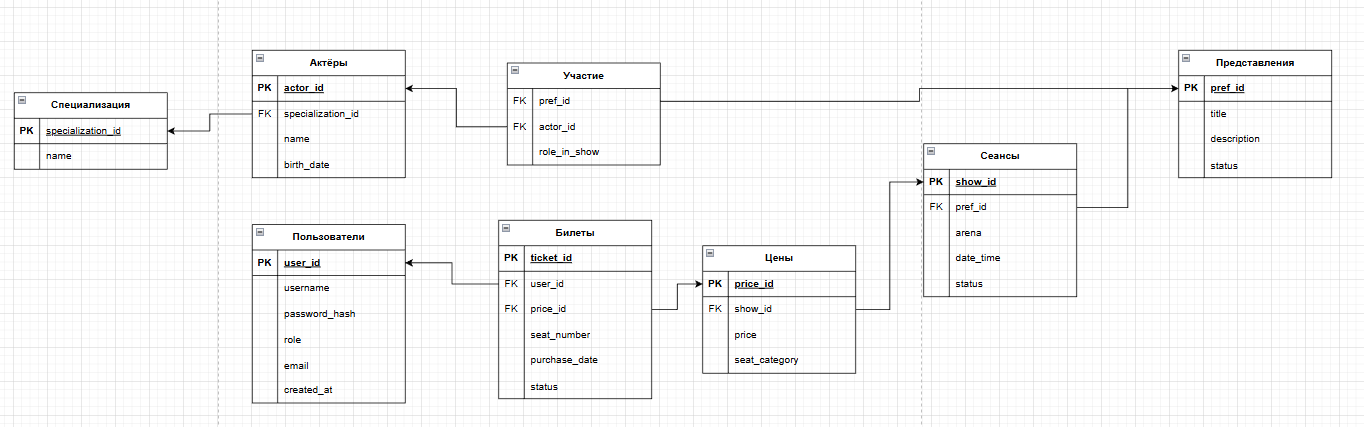 Специализация
PK specialization_id
name
Актёры
PK actor_id
FK specialization_id
name
birth_date
Участие
FK pref_id
FK actor_id
role_in_show
Представления
PK pref_id
title
description
status
Сеансы
PK show_id
FK pref_id
arena
date_time
status
Пользователи
PK user_id
username
password_hash
role
email
created_at
Билеты
PK ticket_id
FK user_id
FK price_id
seat_number
purchase_date
status
Цены
PK price_id
FK show_id
price
seat_category